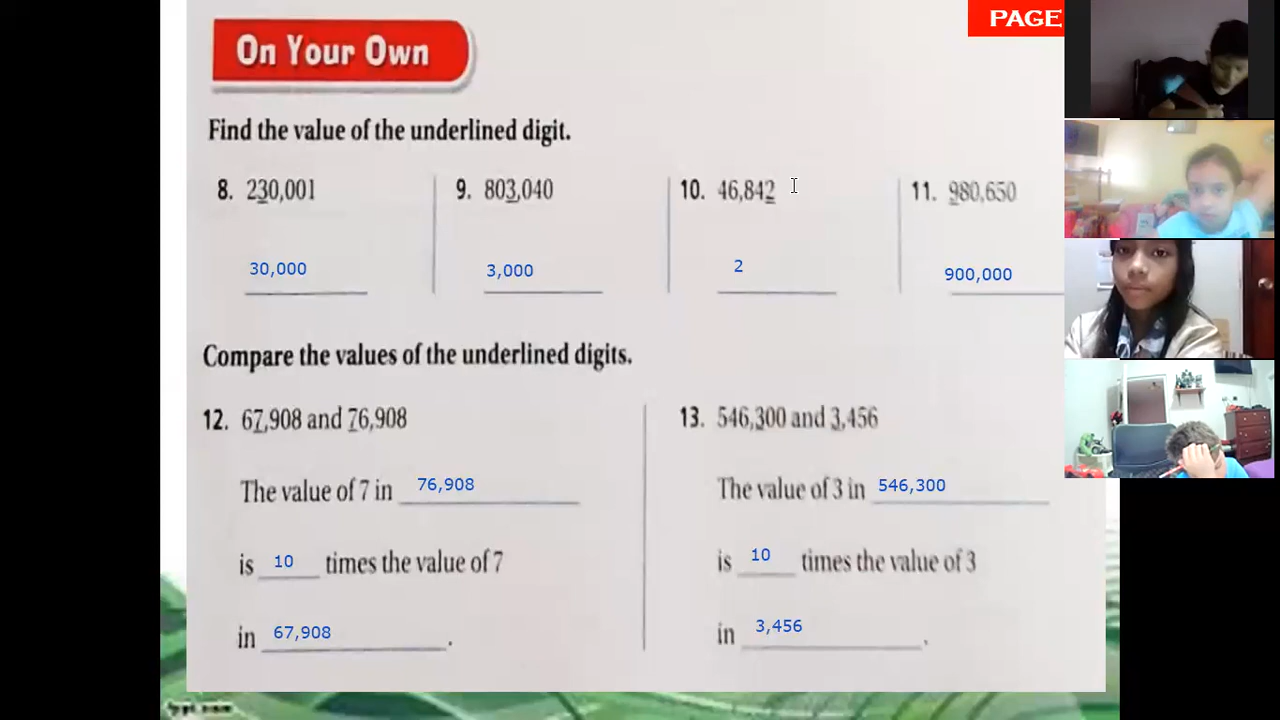 PAGE
On Your Own
Find the value of the underlined digit.
8. 230,001 9. 803,040 10. 46,842 11. 980,650
30,000 3,000 2 900,000
Compare the values of the underlined digits.
12. 67,908 and 76,908
The value of 7 in 76,908
is 10 times the value of 7
in 67,908.
13. 546,300 and 3,456
The value of 3 in 546,300
is 10 times the value of 3
in 3,456.